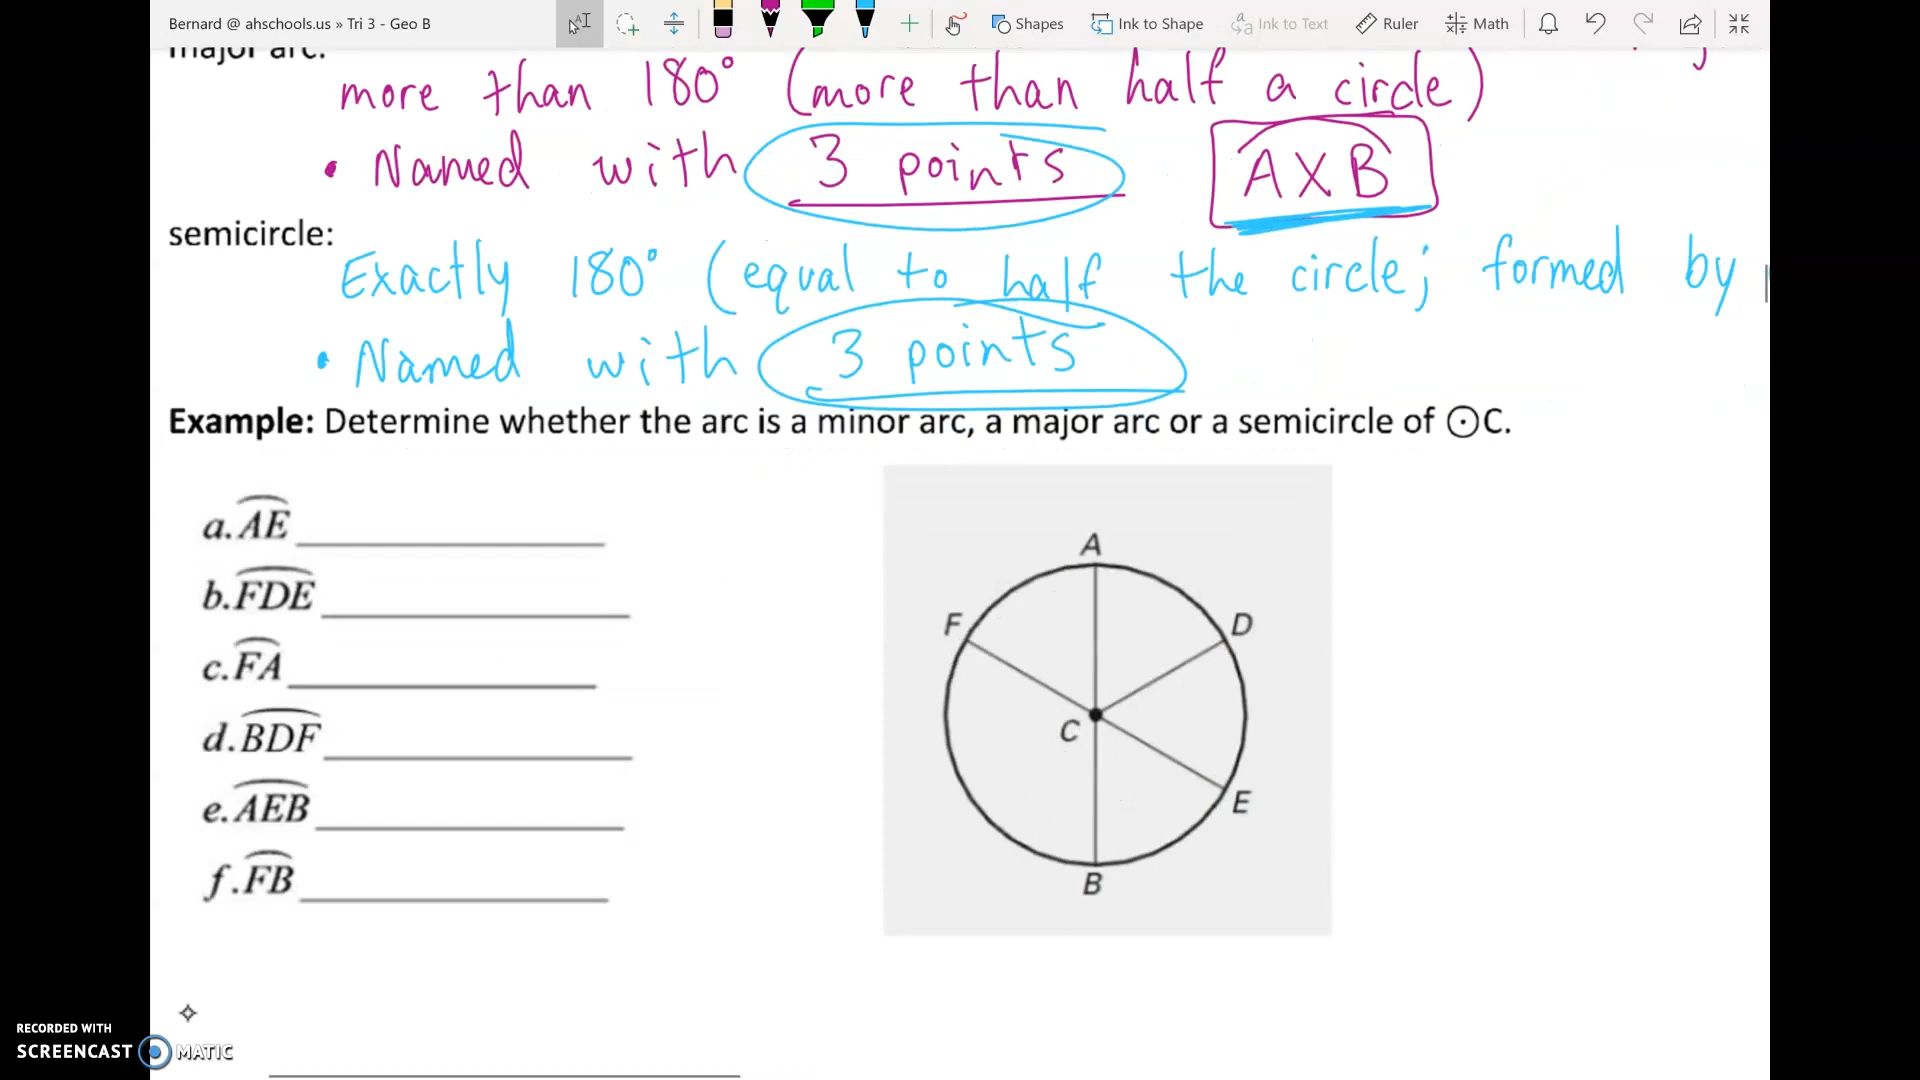 Bernard @ ahschools.us » Tri 3 - Geo B
Shapes
Ink to Shape
Ink to Text
Ruler
Math
major arc:
more than 180° (more than half a circle)
• Named with 3 points
AXB
semicircle:
Exactly 180° (equal to half the circle; formed by
• Named with 3 points
Example: Determine whether the arc is a minor arc, a major arc or a semicircle of ⊙C.
a. AE
b. FDE
c. FA
d. BDF
e. AEB
f. FB
A
F
D
C
E
B
RECORDED WITH
SCREENCAST MATIC